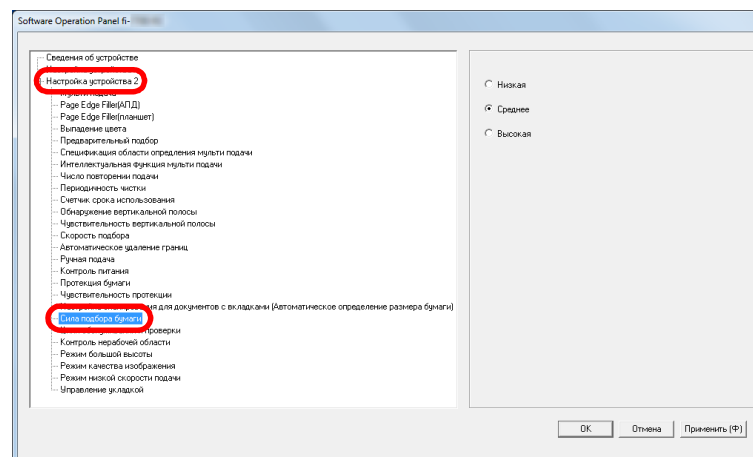 Software Operation Panel fi-
Сведения об устройстве
Настройка устройства 2
Page Edge Filler(АПД)
Page Edge Filler(планшет)
Выпадение цвета
Предварительный подбор
Спецификация области опредления мульти подачи
Интеллектуальная функция мульти подачи
Число повторении подачи
Периодичность чистки
Счетчик срока использования
Обнаружение вертикальной полосы
Чувствительность вертикальной полосы
Скорость подбора
Автоматическое удаление границ
Ручная подача
Контроль питания
Протекция бумаги
Чувствительность протекции
для документов с вкладками (Автоматическое определение размера бумаги)
Сила подбора бумаги
проверки
Контроль нерабочей области
Режим большой высоты
Режим качества изображения
Режим низкой скорости подачи
Управление укладкой
Низкая
Среднее
Высокая
OK
Отмена
Применить (Ф)